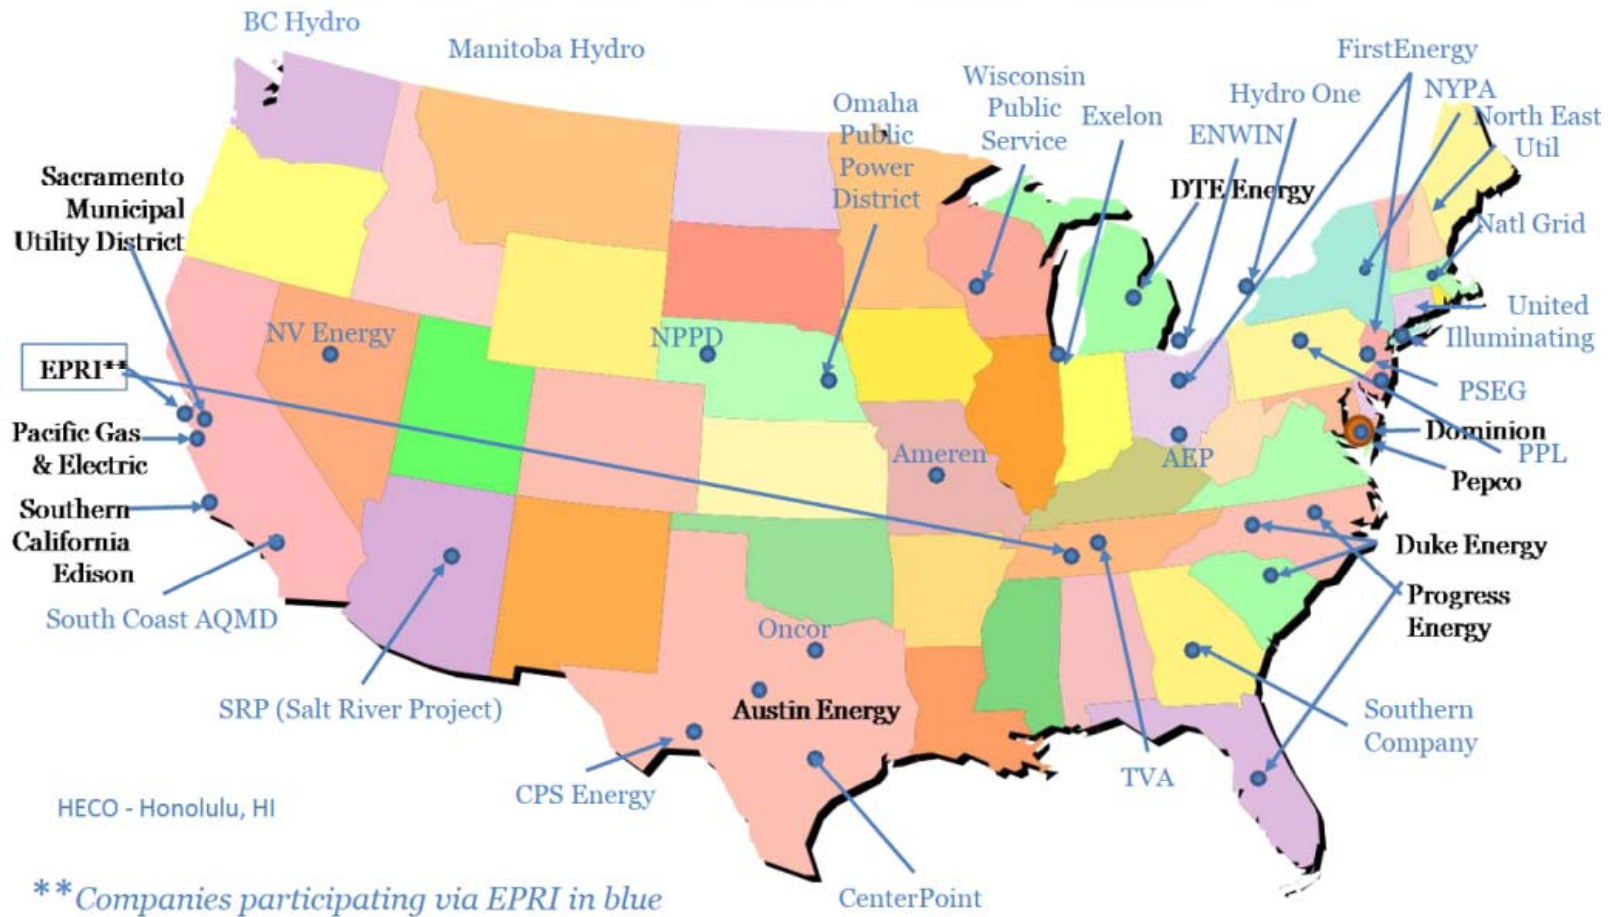 BC Hydro
Manitoba Hydro
FirstEnergy
Wisconsin
Public
Service
Omaha
Public
Power
District
Exelon
Hydro One
NYPA
ENWIN
North East
Util
DTE Energy
Sacramento
Municipal
Utility District
Natl Grid
United
Illuminating
NV Energy
NPPD
EPRI**
PSEG
Dominion
Pacific Gas
& Electric
Ameren
AEP
PPL
Pepco
Southern
California
Edison
Duke Energy
Progress
Energy
South Coast AQMD
Oncor
SRP (Salt River Project)
Austin Energy
Southern
Company
TVA
CPS Energy
HECO - Honolulu, HI
CenterPoint
**Companies participating via EPRI in blue